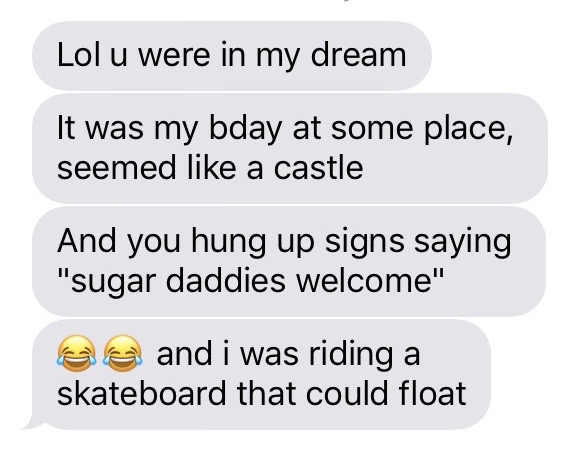 Lol u were in my dream
It was my bday at some place,
seemed like a castle
And you hung up signs saying
"sugar daddies welcome"
😂😂 and i was riding a
skateboard that could float